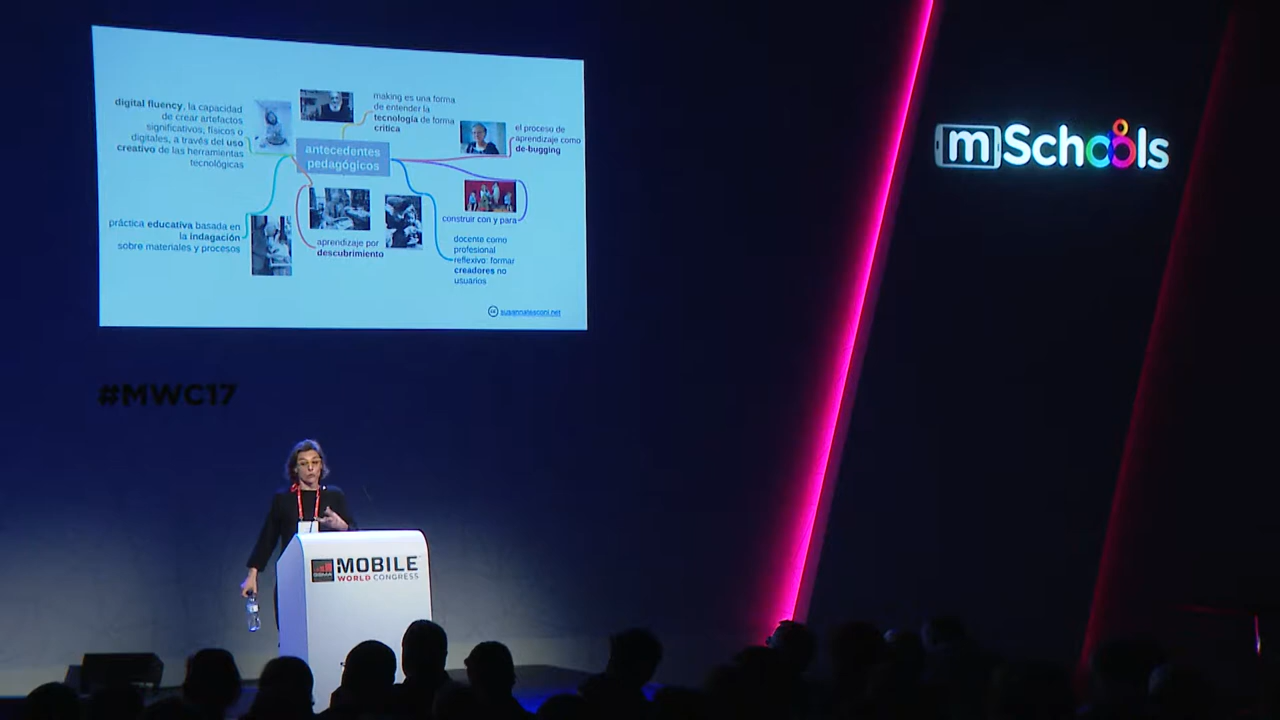 digital fluency, la capacidad
de crear artefactos
significativos, físicos o
digitales, a través del uso
creativo de las herramientas
tecnológicas
making es una forma
de entender la
tecnología de forma
crítica
el proceso de
aprendizaje como
de-bugging
antecedentes
pedagógicos
construir con y para
práctica educativa basada en
la indagación
sobre materiales y procesos
aprendizaje por
descubrimiento
docente como
profesional
reflexivo: formar
creadores no
usuarios
cc susannatesconi.net
mSchools
#MWC17
GSMA
MOBILE
WORLD CONGRESS